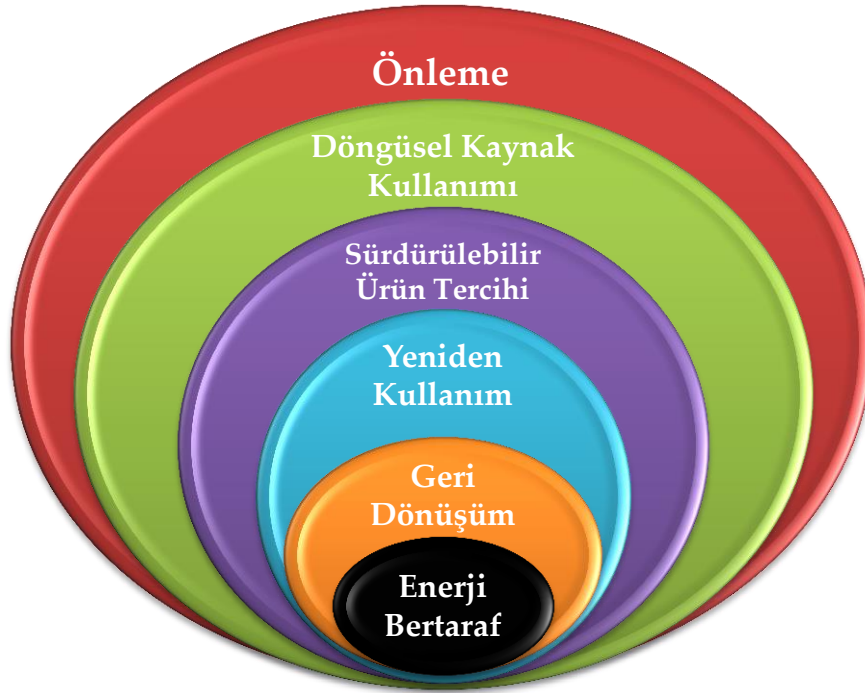 Önleme
Döngüsel Kaynak
Kullanımı
Sürdürülebilir
Ürün Tercihi
Yeniden
Kullanım
Geri
Dönüşüm
Enerji
Bertaraf